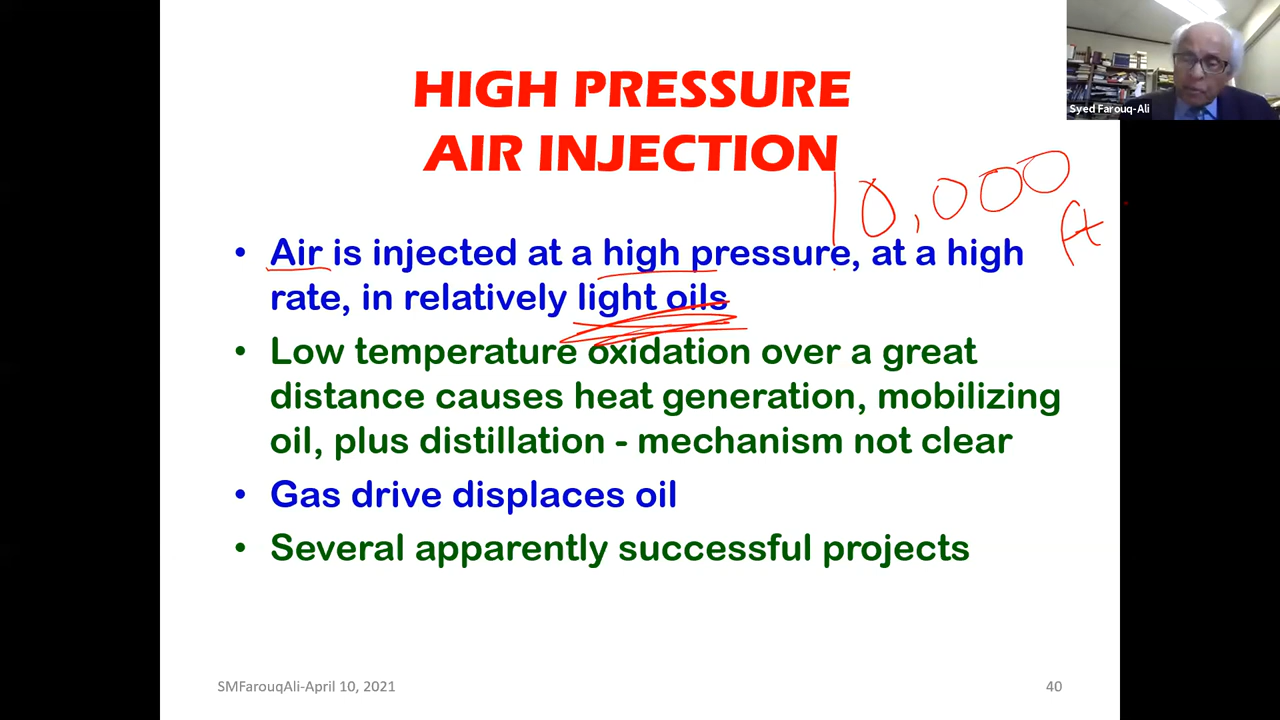 Syed Farouq-Ali
HIGH PRESSURE
AIR INJECTION
10,000
ft
• Air is injected at a high pressure, at a high
rate, in relatively light oils
• Low temperature oxidation over a great
distance causes heat generation, mobilizing
oil, plus distillation - mechanism not clear
• Gas drive displaces oil
• Several apparently successful projects
SMFarouqAli-April 10, 2021
40